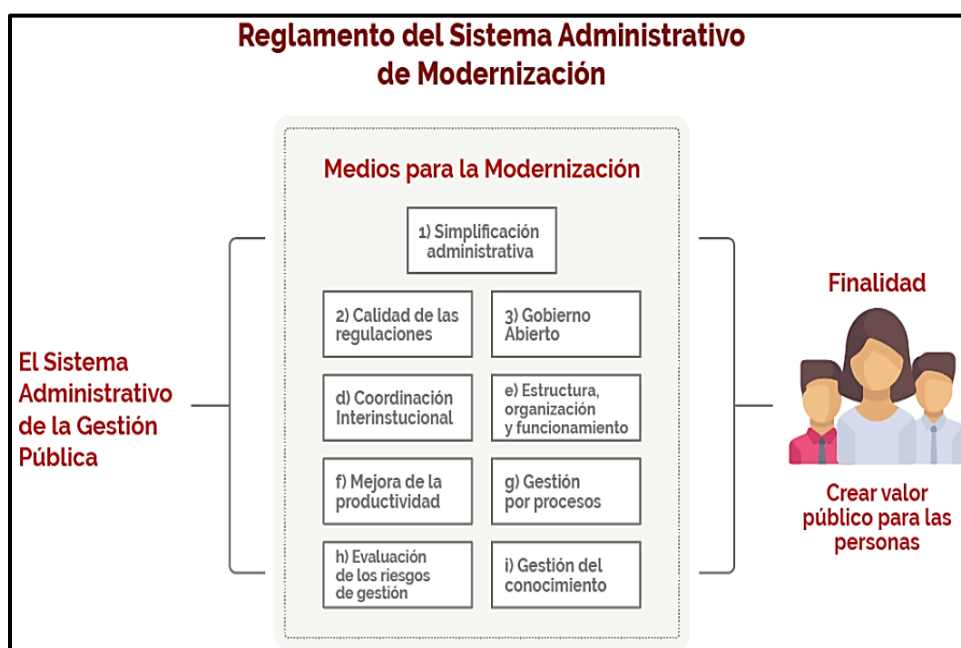 Reglamento del Sistema Administrativo
de Modernización
Medios para la Modernización
1) Simplificación
administrativa
2) Calidad de las
regulaciones
3) Gobierno
Abierto
d) Coordinación
Interinstucional
e) Estructura,
organización
y funcionamiento
f) Mejora de la
productividad
g) Gestión
por procesos
h) Evaluación
de los riesgos
de gestión
i) Gestión del
conocimiento
El Sistema
Administrativo
de la Gestión
Pública
Finalidad
Crear valor
público para las
personas